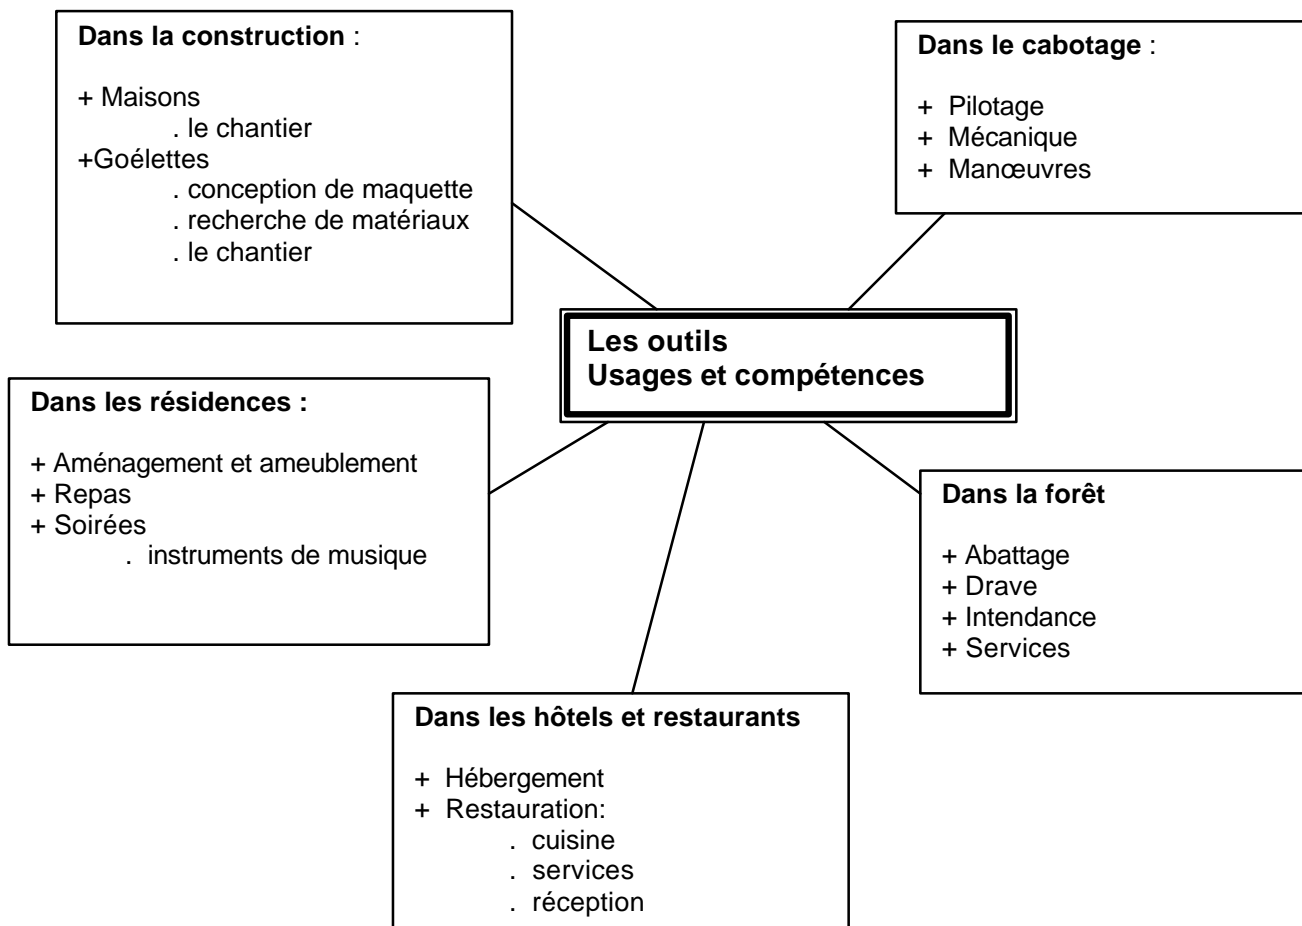 Dans la construction :
+ Maisons
. le chantier
+Goélettes
. conception de maquette
. recherche de matériaux
. le chantier
Dans le cabotage :
+ Pilotage
+ Mécanique
+ Manœuvres
Les outils
Usages et compétences
Dans les résidences :
+ Aménagement et ameublement
+ Repas
+ Soirées
. instruments de musique
Dans la forêt
+ Abattage
+ Drave
+ Intendance
+ Services
Dans les hôtels et restaurants
+ Hébergement
+ Restauration:
. cuisine
. services
. réception